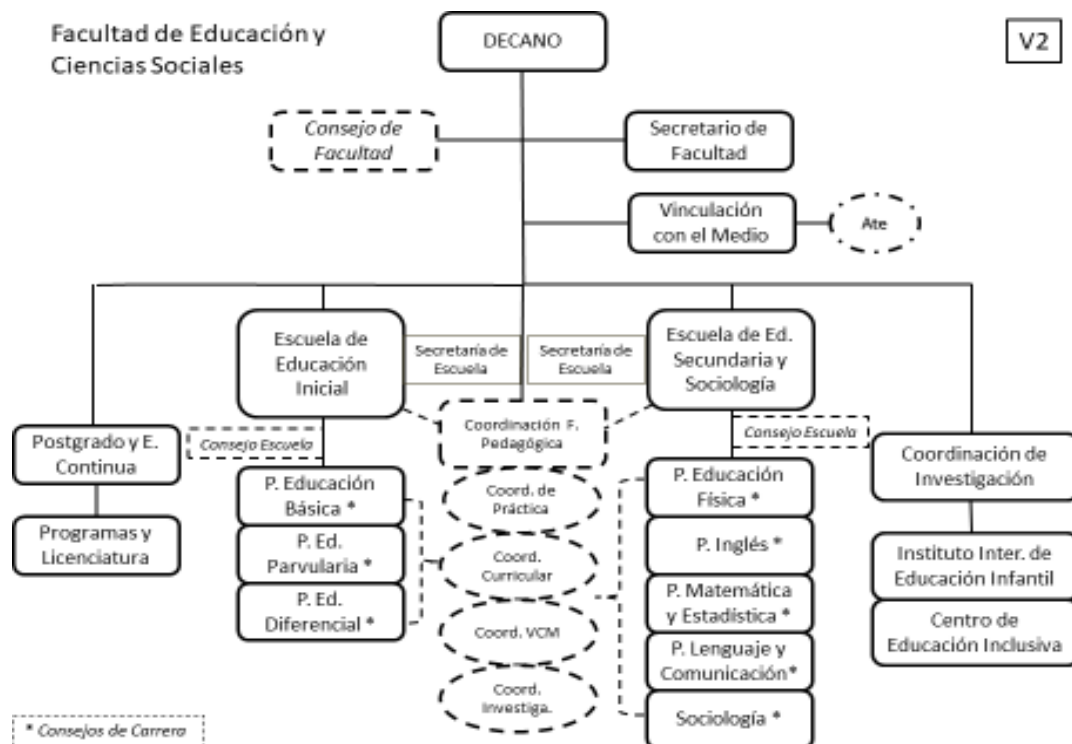 Facultad de Educación y
Ciencias Sociales
DECANO
V2
Consejo de
Facultad
Secretario de
Facultad
Vinculación
con el Medio
Ate
Escuela de
Educación
Inicial
Secretaría de
Escuela
Secretaría de
Escuela
Escuela de Ed.
Secundaria y
Sociología
Coordinación F.
Pedagógica
Postgrado y E.
Continua
Consejo Escuela
Consejo Escuela
Coordinación de
Investigación
P. Educación
Básica *
P. Ed.
Parvularia *
P. Ed.
Diferencial *
Coord. de
Práctica
Coord.
Curricular
Coord. VCM
Coord.
Investiga.
P. Educación
Física *
P. Inglés *
P. Matemática
y Estadística *
P. Lenguaje y
Comunicación*
Sociología *
Programas y
Licenciatura
Instituto Inter. de
Educación Infantil
Centro de
Educación Inclusiva
* Consejos de Carrera